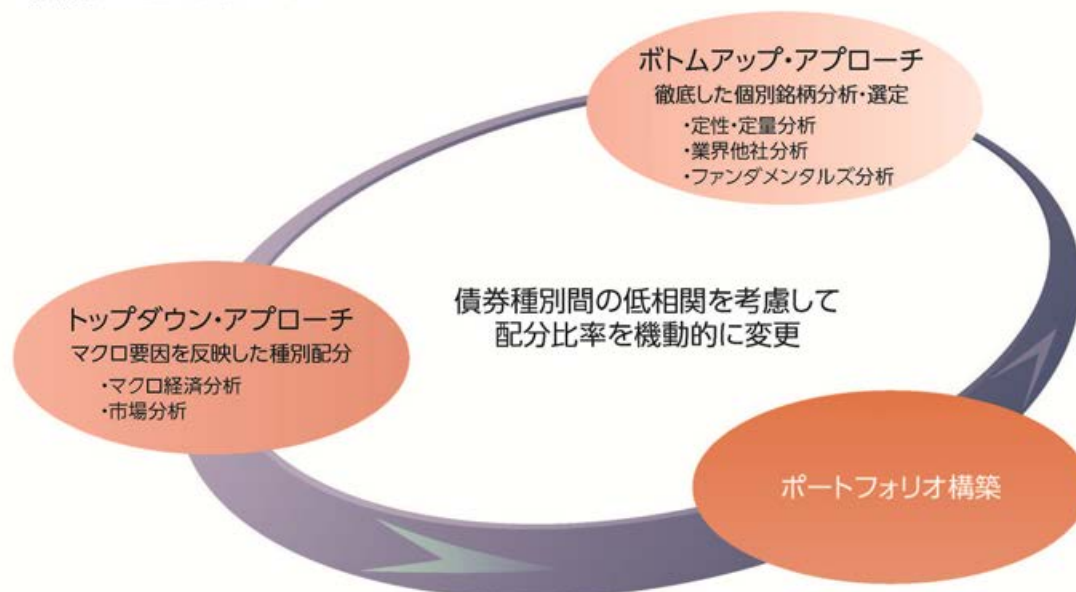 ボトムアップ・アプローチ
徹底した個別銘柄分析・選定
・定性・定量分析
・業界他社分析
・ファンダメンタルズ分析
トップダウン・アプローチ
マクロ要因を反映した種別配分
・マクロ経済分析
・市場分析
債券種別間の低相関を考慮して
配分比率を機動的に変更
ポートフォリオ構築